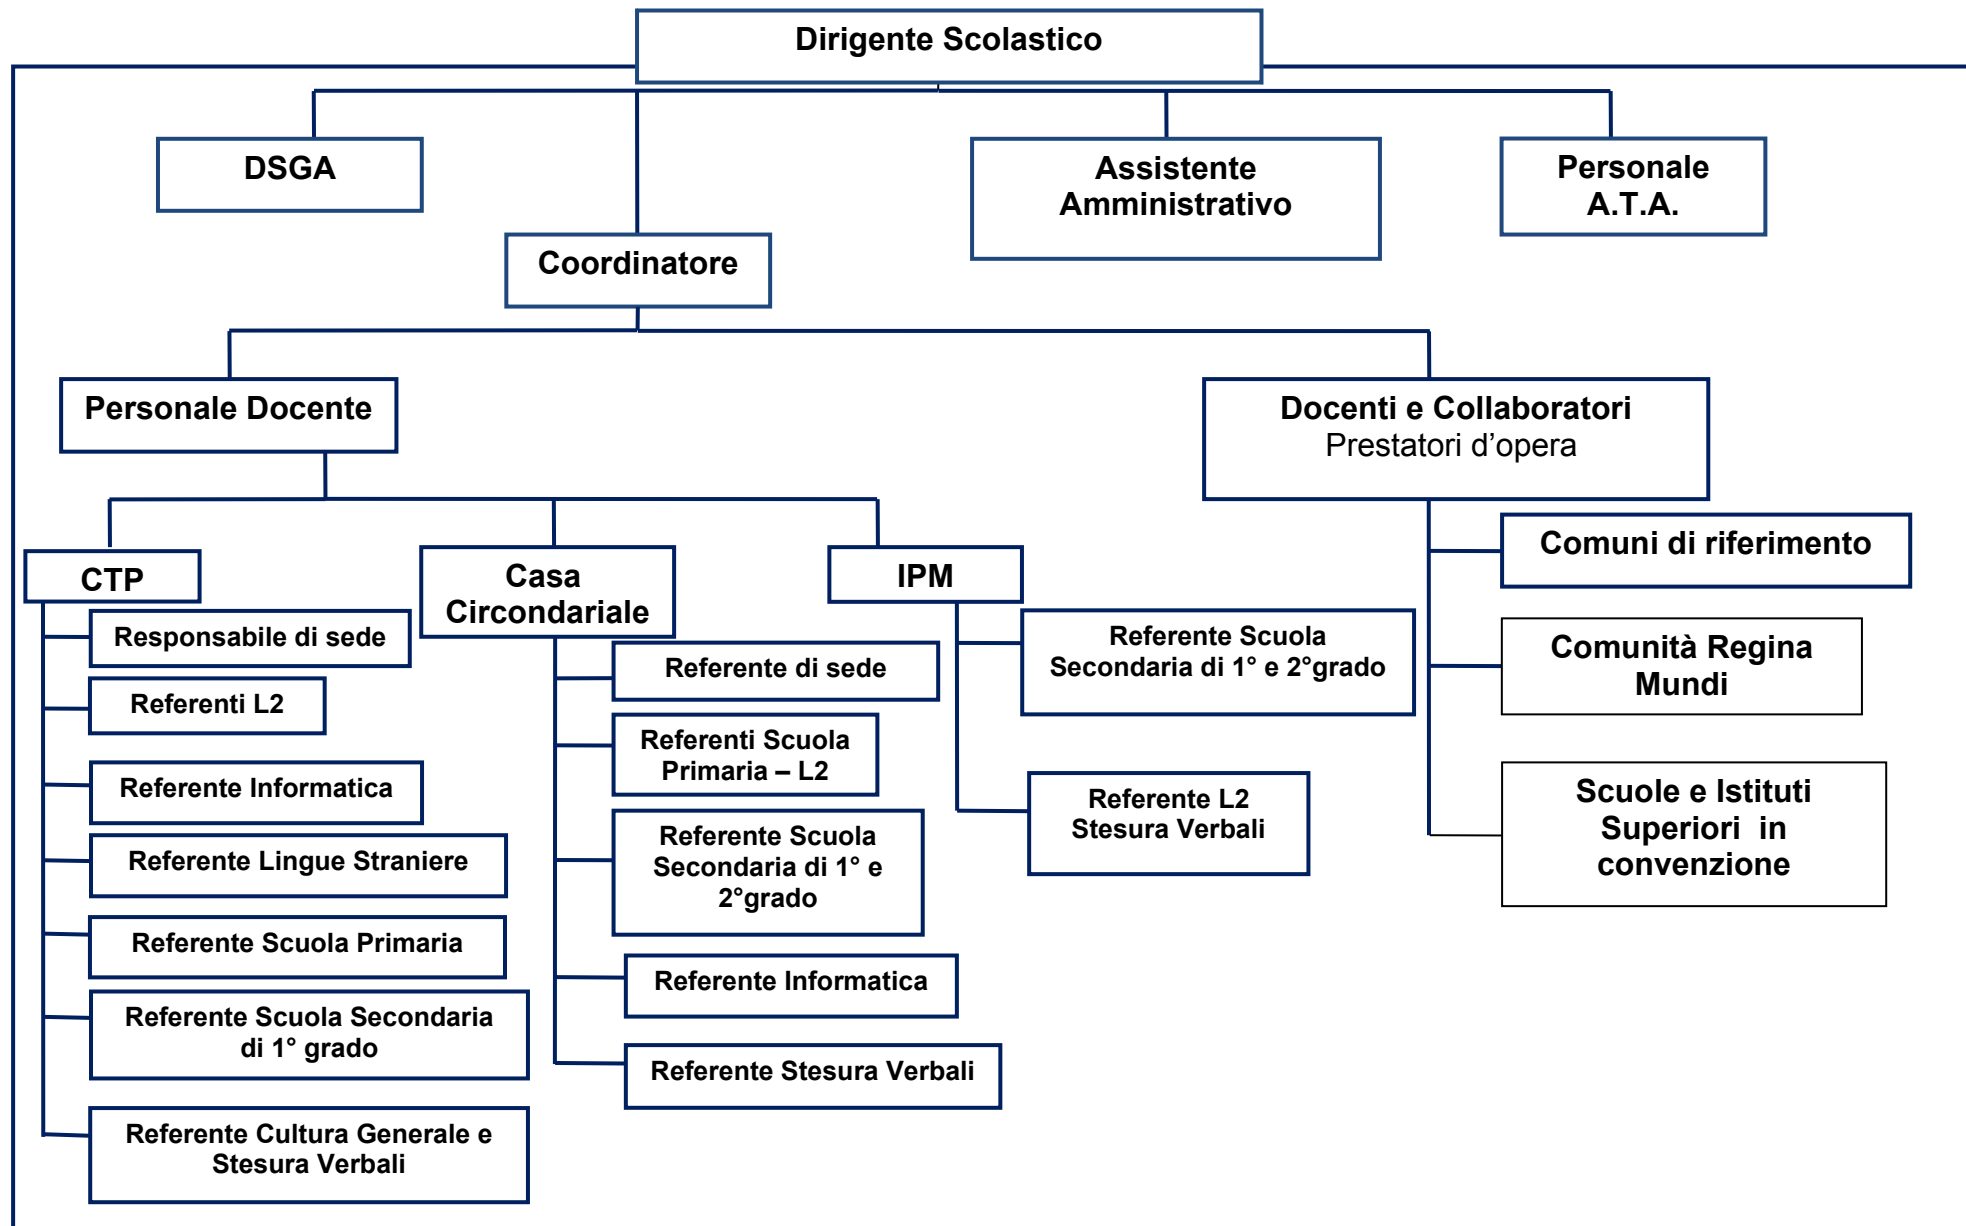 Dirigente Scolastico
DSGA
Assistente
Amministrativo
Personale
A.T.A.
Coordinatore
Personale Docente
Docenti e Collaboratori
Prestatori d’opera
CTP
Casa
Circondariale
IPM
Comuni di riferimento
Responsabile di sede
Referenti L2
Referente Informatica
Referente Lingue Straniere
Referente Scuola Primaria
Referente Scuola Secondaria
di 1° grado
Referente Cultura Generale e
Stesura Verbali
Referente di sede
Referenti Scuola
Primaria – L2
Referente Scuola
Secondaria di 1° e
2°grado
Referente Informatica
Referente Stesura Verbali
Referente Scuola
Secondaria di 1° e 2°grado
Referente L2
Stesura Verbali
Comunità Regina
Mundi
Scuole e Istituti
Superiori  in
convenzione